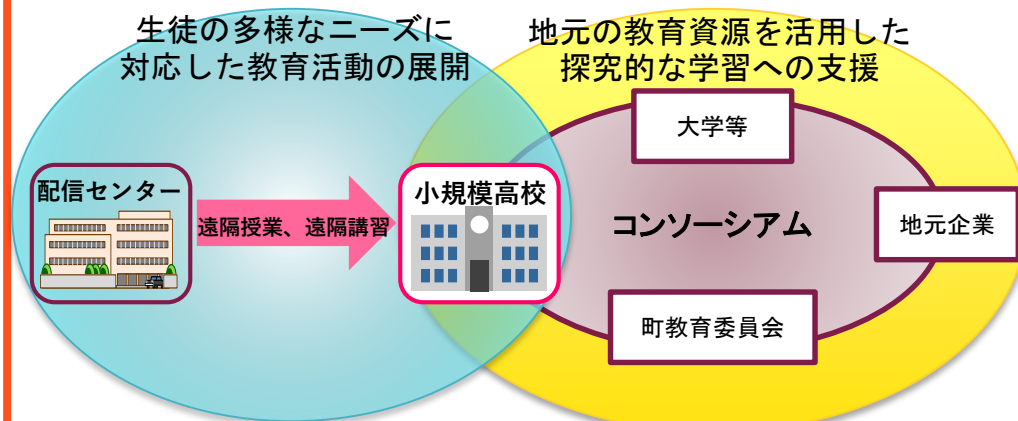 生徒の多様なニーズに
対応した教育活動の展開
地元の教育資源を活用した
探究的な学習への支援
大学等
配信センター
遠隔授業、遠隔講習
小規模高校
コンソーシアム
地元企業
町教育委員会